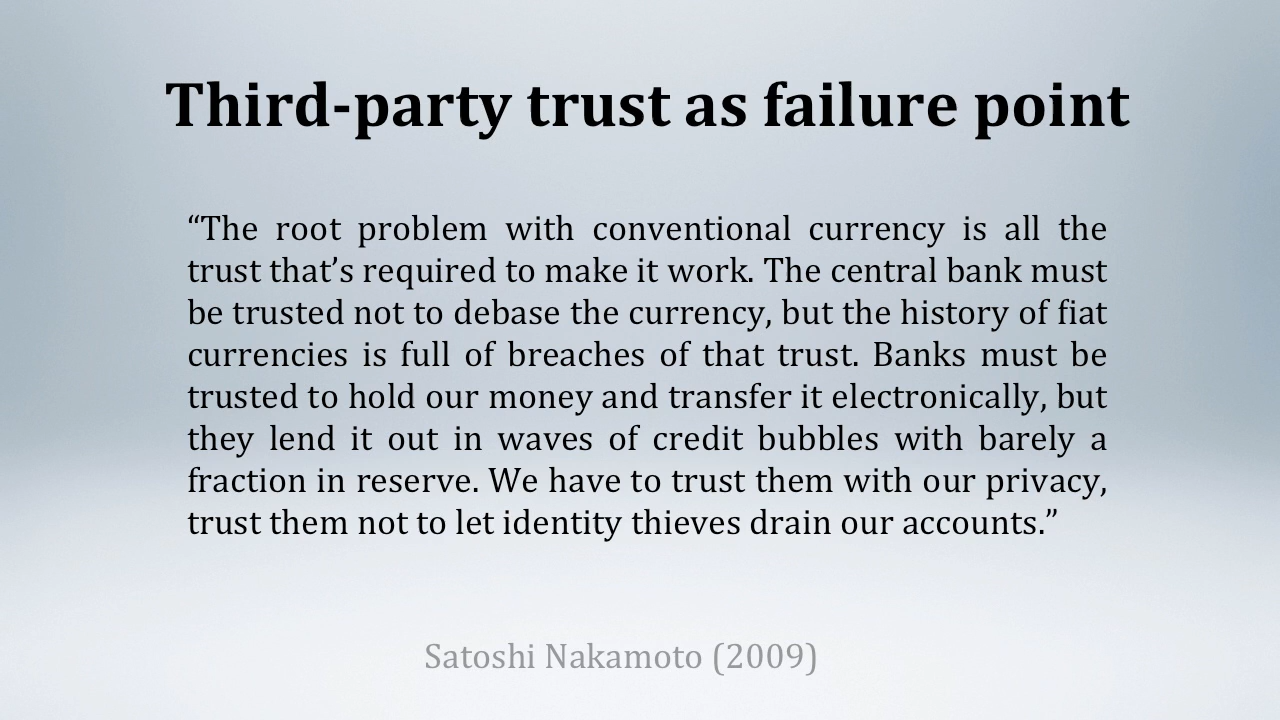 Third-party trust as failure point
“The root problem with conventional currency is all the
trust that’s required to make it work. The central bank must
be trusted not to debase the currency, but the history of fiat
currencies is full of breaches of that trust. Banks must be
trusted to hold our money and transfer it electronically, but
they lend it out in waves of credit bubbles with barely a
fraction in reserve. We have to trust them with our privacy,
trust them not to let identity thieves drain our accounts.”
Satoshi Nakamoto (2009)